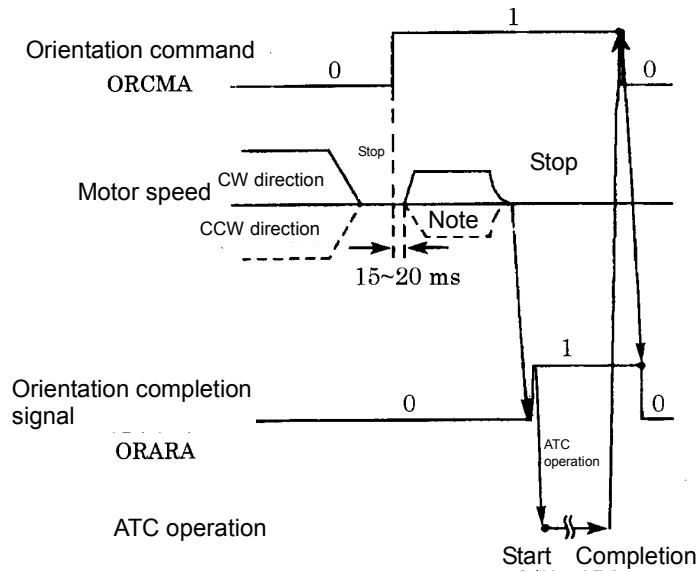 1
Orientation command
0
ORCMA
0
Stop
Stop
CW direction
Motor speed
CCW direction
Note
15~20 ms
1
Orientation completion
signal
0
0
ORARA
ATC
operation
ATC operation
Start Completion